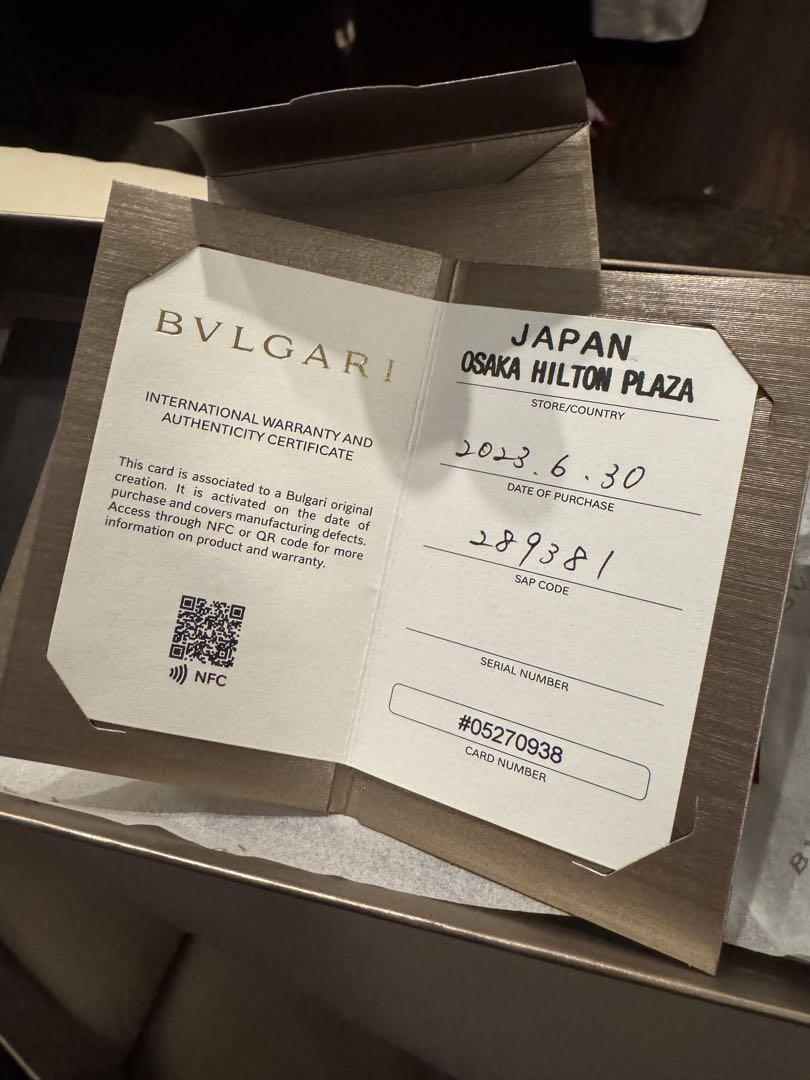 BVLGARI
INTERNATIONAL WARRANTY AND
AUTHENTICITY CERTIFICATE
This card is associated to a Bulgari original
creation. It is activated on the date of
purchase and covers manufacturing defects.
Access through NFC or QR code for more
information on product and warranty.
NFC
JAPAN
OSAKA HILTON PLAZA
STORE/COUNTRY
2023.6.30
DATE OF PURCHASE
289381
SAP CODE
SERIAL NUMBER
#05270938
CARD NUMBER